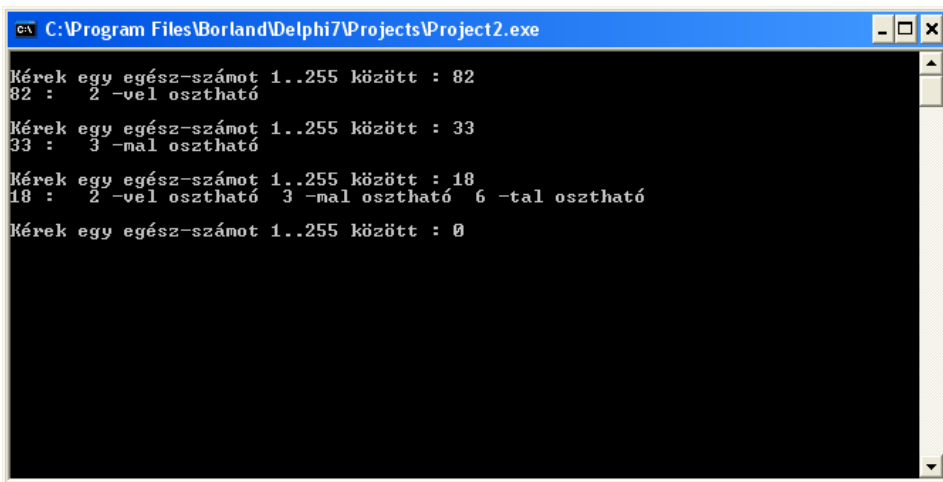 C:\Program Files\Borland\Delphi7\Projects\Project2.exe
Kérek egy egész-számot 1..255 között : 82
82 :   2 -vel osztható
Kérek egy egész-számot 1..255 között : 33
33 :   3 -mal osztható
Kérek egy egész-számot 1..255 között : 18
18 :   2 -vel osztható  3 -mal osztható  6 -tal osztható
Kérek egy egész-számot 1..255 között : 0